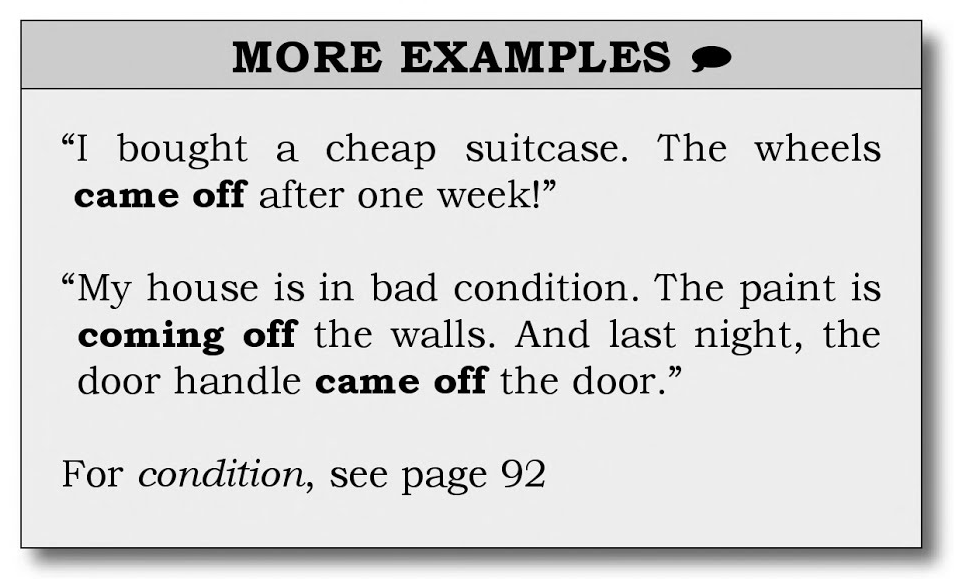 MORE EXAMPLES
“I bought a cheap suitcase. The wheels
came off after one week!”
“My house is in bad condition. The paint is
coming off the walls. And last night, the
door handle came off the door.”
For condition, see page 92